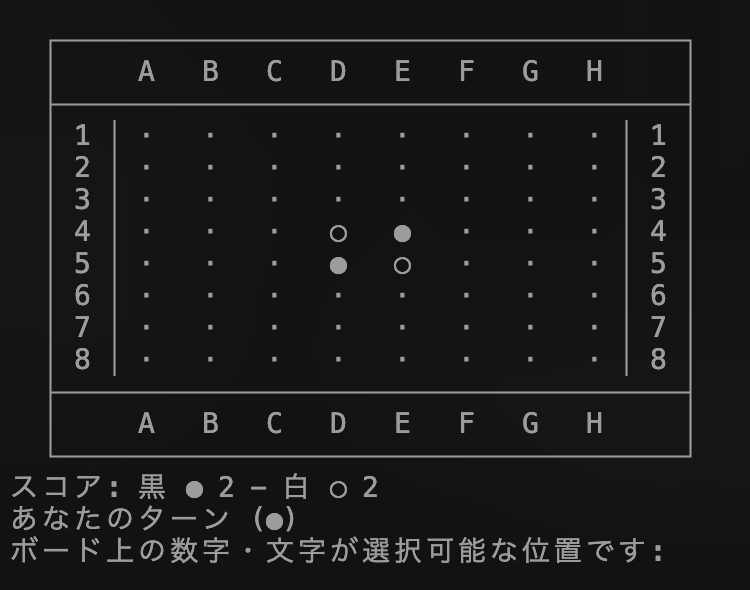 A B C D E F G H
1 · · · · · · · · 1
2 · · · · · · · · 2
3 · · · · · · · · 3
4 · · · ○ ● · · · 4
5 · · · ● ○ · · · 5
6 · · · · · · · · 6
7 · · · · · · · · 7
8 · · · · · · · · 8
A B C D E F G H
スコア: 黒 ● 2 － 白 ○ 2
あなたのターン (●)
ボード上の数字・文字が選択可能な位置です: